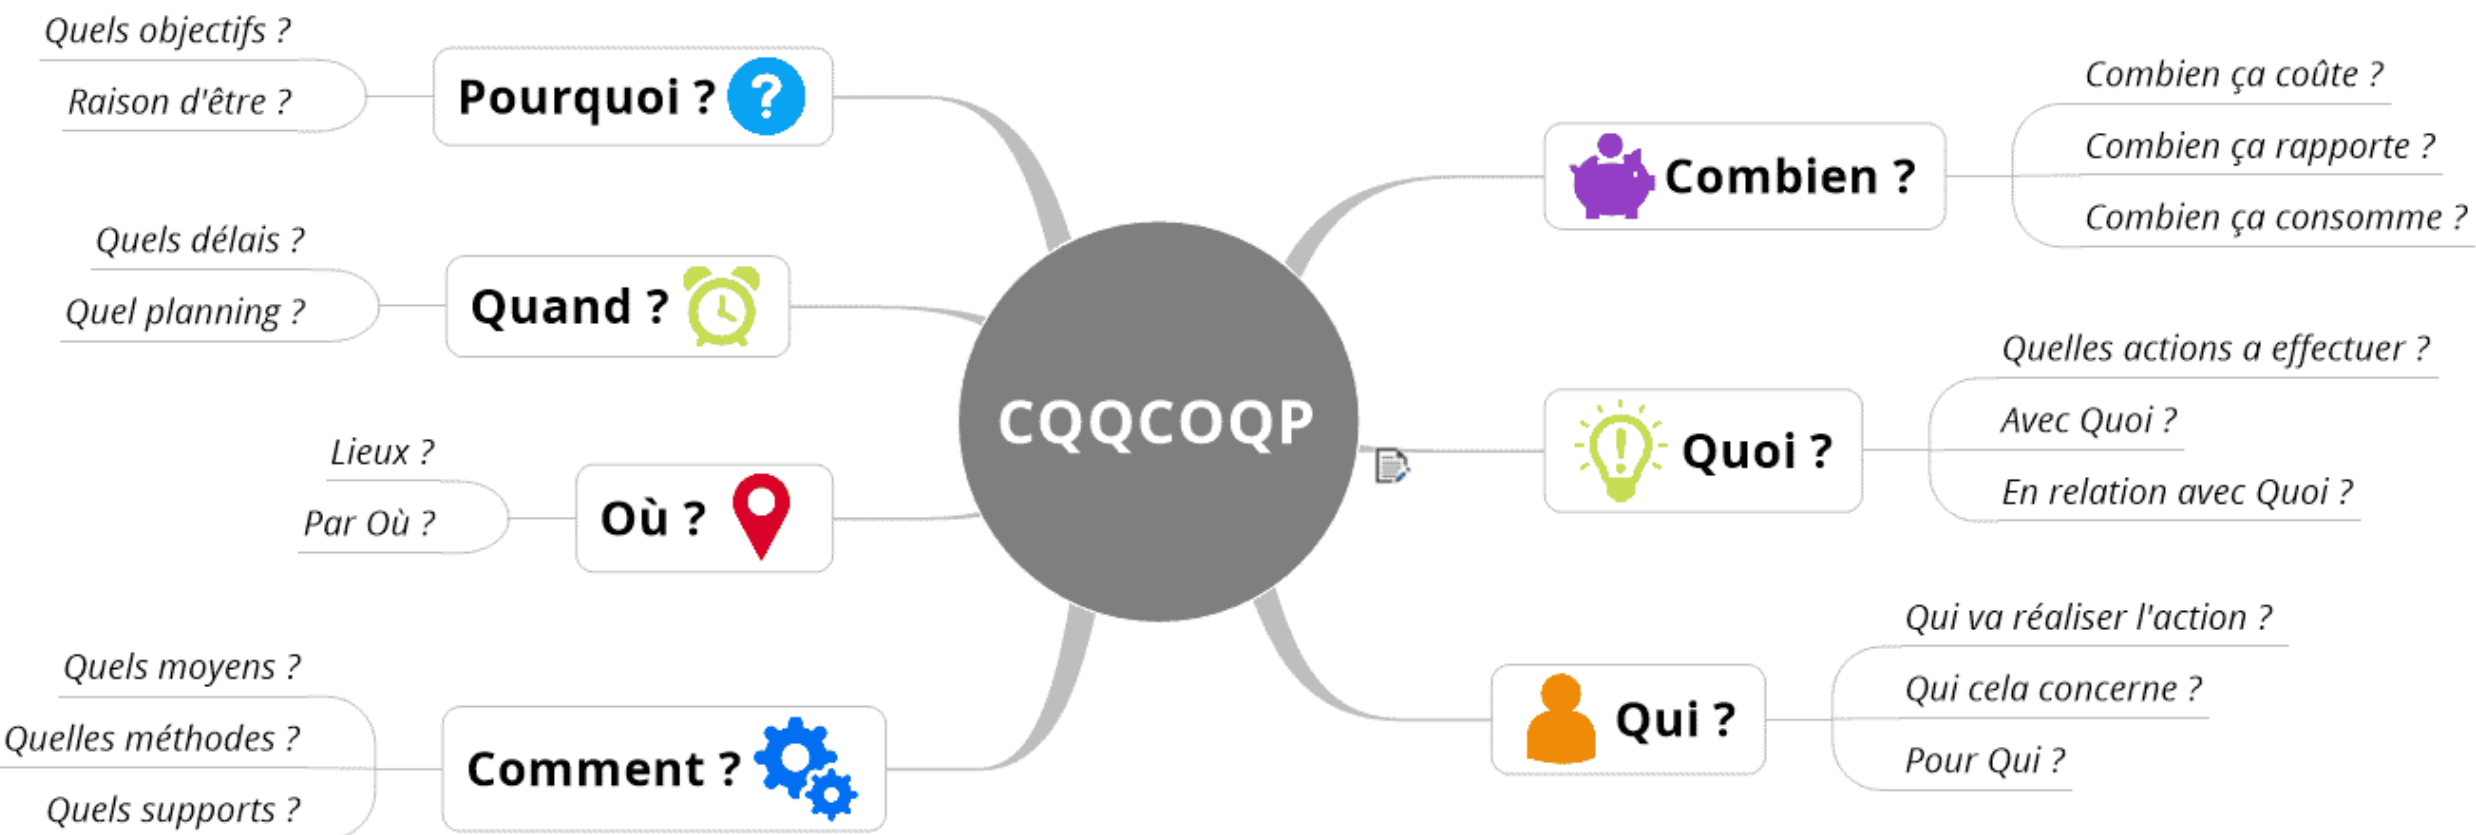 Quels objectifs ?
Raison d'être ?
Pourquoi ?
Quels délais ?
Quel planning ?
Quand ?
Lieux ?
Par Où ?
Où ?
Quels moyens ?
Quelles méthodes ?
Quels supports ?
Comment ?
CQQCOQP
Combien ?
Combien ça coûte ?
Combien ça rapporte ?
Combien ça consomme ?
Quoi ?
Quelles actions a effectuer ?
Avec Quoi ?
En relation avec Quoi ?
Qui ?
Qui va réaliser l'action ?
Qui cela concerne ?
Pour Qui ?